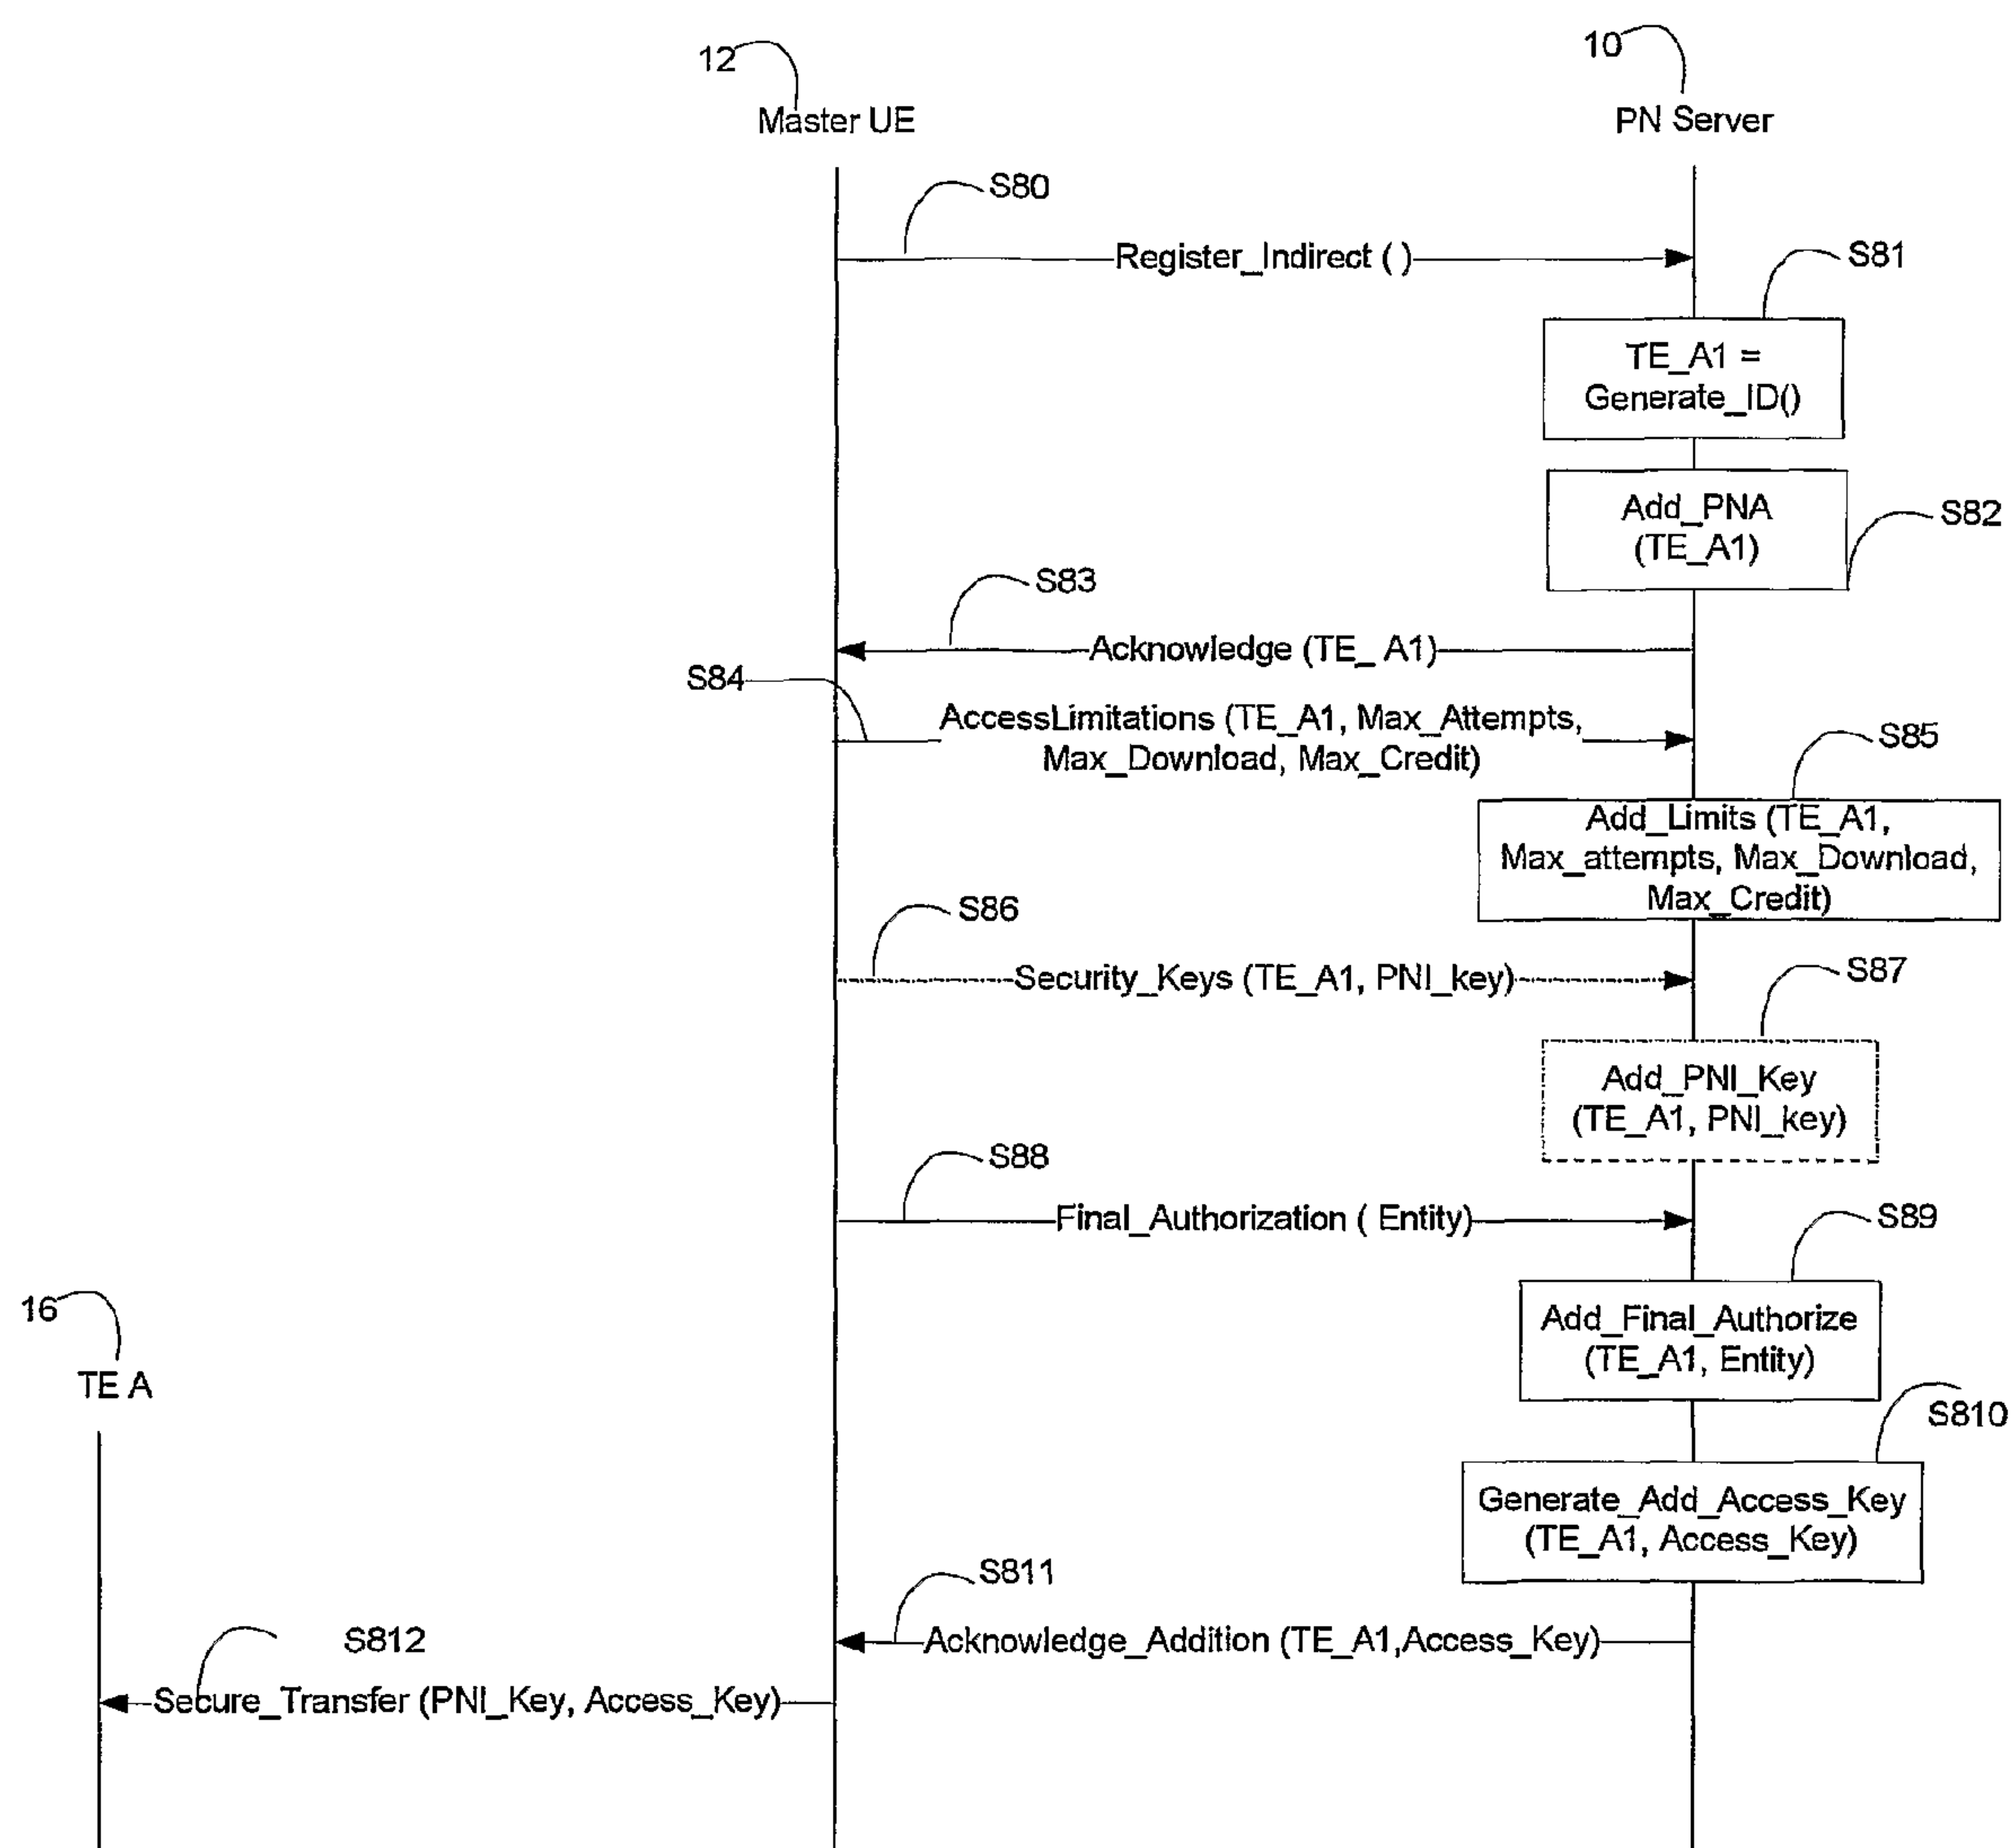 12
10
Master UE
PN Server
S80
Register_Indirect ( )
S81
TE_A1 =
Generate_ID()
Add_PNA
(TE_A1)
S82
S83
Acknowledge (TE_ A1)
S84
AccessLimitations (TE_A1, Max_Attempts,
Max_Download, Max_Credit)
S85
Add_Limits (TE_A1,
Max_attempts, Max_Download,
Max_Credit)
S86
Security_Keys (TE_A1, PNI_key)
S87
Add_PNI_Key
(TE_A1, PNI_key)
S88
Final_Authorization ( Entity)
S89
16
TE A
Add_Final_Authorize
(TE_A1, Entity)
S810
Generate_Add_Access_Key
(TE_A1, Access_Key)
S811
Acknowledge_Addition (TE_A1,Access_Key)
S812
Secure_Transfer (PNI_Key, Access_Key)